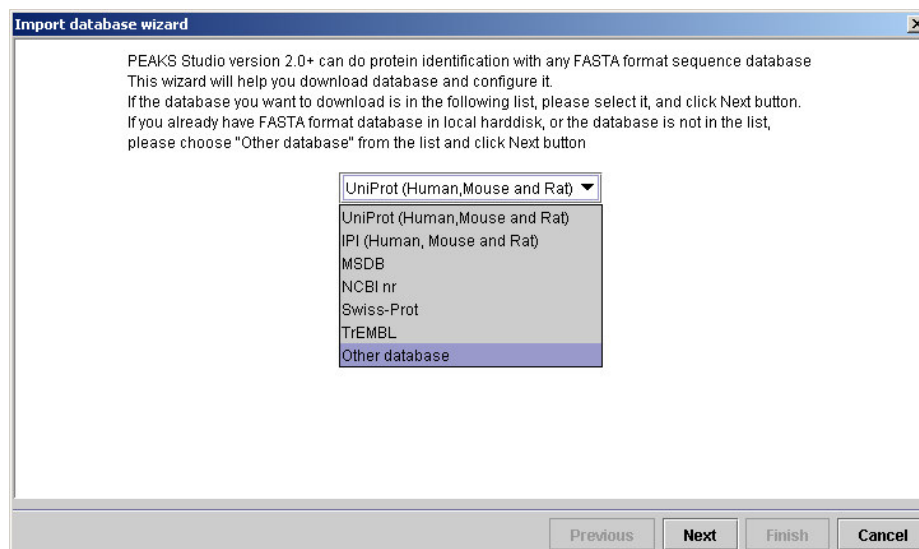 Import database wizard
PEAKS Studio version 2.0+ can do protein identification with any FASTA format sequence database
This wizard will help you download database and configure it.
If the database you want to download is in the following list, please select it, and click Next button.
If you already have FASTA format database in local harddisk, or the database is not in the list,
please choose "Other database" from the list and click Next button
UniProt (Human,Mouse and Rat)
UniProt (Human,Mouse and Rat)
IPI (Human, Mouse and Rat)
MSDB
NCBI nr
Swiss-Prot
TrEMBL
Other database
Previous Next Finish Cancel